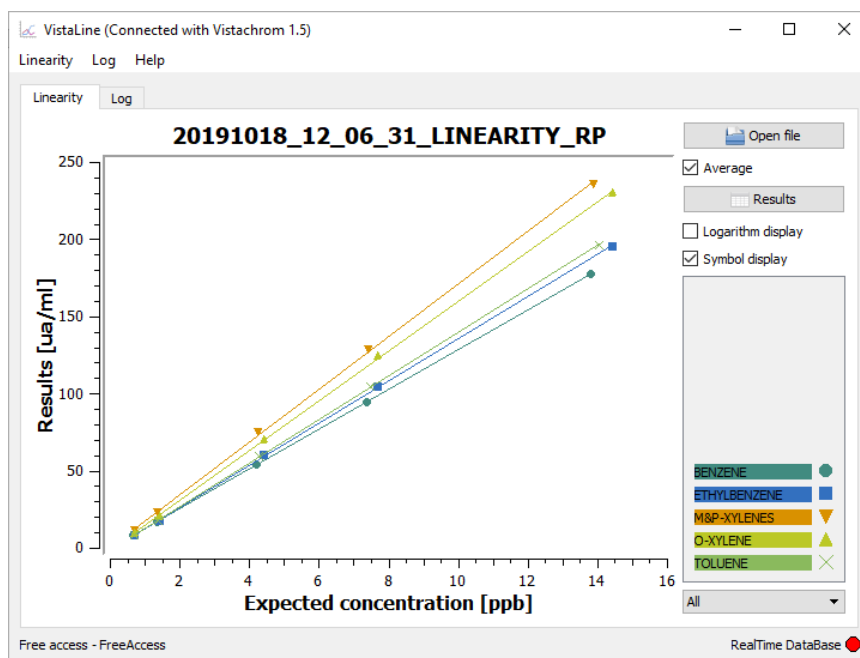 VistaLine (Connected with Vistachrom 1.5)
Linearity Log Help
Linearity Log
20191018_12_06_31_LINEARITY_RP
250
200
150
100
50
0
Results [ua/ml]
0 2 4 6 8 10 12 14 16
Expected concentration [ppb]
Open file
Average
Results
Logarithm display
Symbol display
BENZENE
ETHYLBENZENE
M&P-XYLENES
O-XYLENE
TOLUENE
All
Free access - FreeAccess
RealTime DataBase